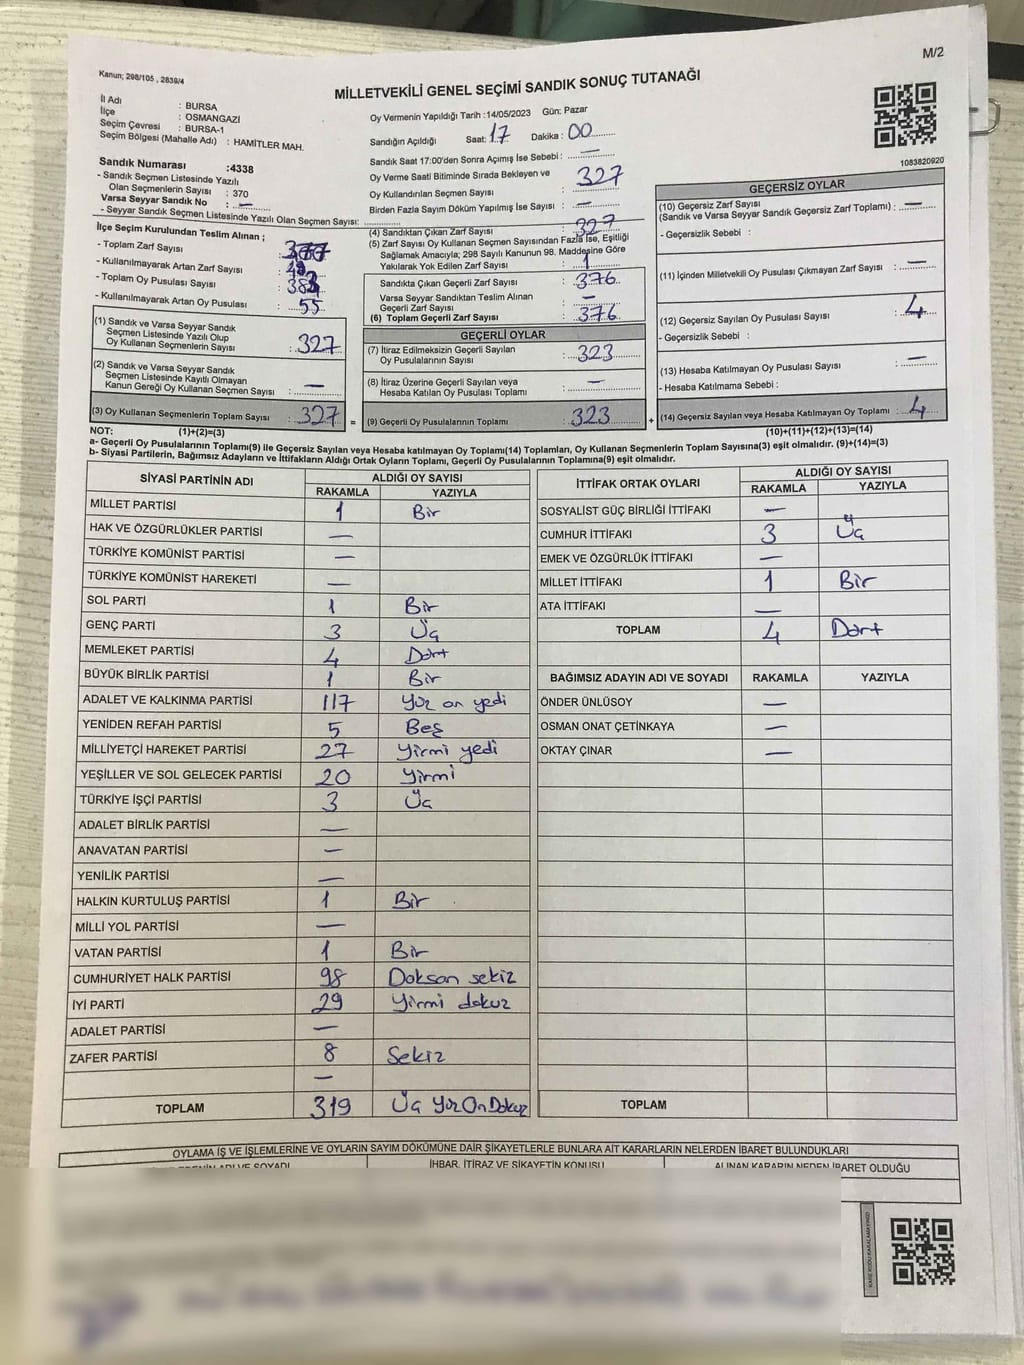 M/2
Kanun; 298/105 , 2839/4
MİLLETVEKİLİ GENEL SEÇİMİ SANDIK SONUÇ TUTANAĞI
İl Adı : BURSA
İlçe : OSMANGAZİ
Seçim Çevresi : BURSA-1
Seçim Bölgesi (Mahalle Adı) : HAMİTLER MAH.
Sandık Numarası :4338
- Sandık Seçmen Listesinde Yazılı
Olan Seçmenlerin Sayısı : 370
Varsa Seyyar Sandık No : —
- Seyyar Sandık Seçmen Listesinde Yazılı Olan Seçmen Sayısı:
İlçe Seçim Kurulundan Teslim Alınan ;
- Toplam Zarf Sayısı :
- Kullanılmayarak Artan Zarf Sayısı :
- Toplam Oy Pusulası Sayısı :
- Kullanılmayarak Artan Oy Pusulası : 55
(1) Sandık ve Varsa Seyyar Sandık
Seçmen Listesinde Yazılı Olup
Oy Kullanan Seçmenlerin Sayısı : 327
(2) Sandık ve Varsa Seyyar Sandık
Seçmen Listesinde Kayıtlı Olmayan
Kanun Gereği Oy Kullanan Seçmen Sayısı : —
(3) Oy Kullanan Seçmenlerin Toplam Sayısı : 327 =
Oy Vermenin Yapıldığı Tarih :14/05/2023 Gün: Pazar
Sandığın Açıldığı Saat: 17 Dakika : 00
Sandık Saat 17:00'den Sonra Açımış İse Sebebi : —
Oy Verme Saati Bitiminde Sırada Bekleyen ve
Oy Kullandırılan Seçmen Sayısı : 327
Birden Fazla Sayım Döküm Yapılmış İse Sayısı : —
(4) Sandıktan Çıkan Zarf Sayısı : 327
(5) Zarf Sayısı Oy Kullanan Seçmen Sayısından Fazla İse, Eşitliği
Sağlamak Amacıyla; 298 Sayılı Kanunun 98. Maddesine Göre
Yakılarak Yok Edilen Zarf Sayısı : 1
Sandıkta Çıkan Geçerli Zarf Sayısı : 376
Varsa Seyyar Sandıktan Teslim Alınan
Geçerli Zarf Sayısı : —
(6) Toplam Geçerli Zarf Sayısı : 376
GEÇERLİ OYLAR
(7) İtiraz Edilmeksizin Geçerli Sayılan
Oy Pusulalarının Sayısı : 323
(8) İtiraz Üzerine Geçerli Sayılan veya
Hesaba Katılan Oy Pusulası Toplamı : —
(9) Geçerli Oy Pusulalarının Toplamı : 323 +
1083820920
GEÇERSİZ OYLAR
(10) Geçersiz Zarf Sayısı : —
(Sandık ve Varsa Seyyar Sandık Geçersiz Zarf Toplamı)
- Geçersizlik Sebebi :
(11) İçinden Milletvekili Oy Pusulası Çıkmayan Zarf Sayısı : —
(12) Geçersiz Sayılan Oy Pusulası Sayısı : 4
- Geçersizlik Sebebi :
(13) Hesaba Katılmayan Oy Pusulası Sayısı : —
- Hesaba Katılmama Sebebi :
(14) Geçersiz Sayılan veya Hesaba Katılmayan Oy Toplamı : 4
NOT: (1)+(2)=(3) (10)+(11)+(12)+(13)=(14)
a- Geçerli Oy Pusulalarının Toplamı(9) ile Geçersiz Sayılan veya Hesaba katılmayan Oy Toplamı(14) Toplamları, Oy Kullanan Seçmenlerin Toplam Sayısına(3) eşit olmalıdır. (9)+(14)=(3)
b- Siyasi Partilerin, Bağımsız Adayların ve İttifakların Aldığı Ortak Oyların Toplamı, Geçerli Oy Pusulalarının Toplamına(9) eşit olmalıdır.
SİYASİ PARTİNİN ADI ALDIĞI OY SAYISI
RAKAMLA YAZIYLA
MİLLET PARTİSİ 1 Bir
HAK VE ÖZGÜRLÜKLER PARTİSİ —
TÜRKİYE KOMÜNİST PARTİSİ —
TÜRKİYE KOMÜNİST HAREKETİ —
SOL PARTİ 1 Bir
GENÇ PARTİ 3 Üç
MEMLEKET PARTİSİ 4 Dört
BÜYÜK BİRLİK PARTİSİ 1 Bir
ADALET VE KALKINMA PARTİSİ 117 Yüz on yedi
YENİDEN REFAH PARTİSİ 5 Beş
MİLLİYETÇİ HAREKET PARTİSİ 27 Yirmi yedi
YEŞİLLER VE SOL GELECEK PARTİSİ 20 Yirmi
TÜRKİYE İŞÇİ PARTİSİ 3 Üç
ADALET BİRLİK PARTİSİ —
ANAVATAN PARTİSİ —
YENİLİK PARTİSİ —
HALKIN KURTULUŞ PARTİSİ 1 Bir
MİLLİ YOL PARTİSİ —
VATAN PARTİSİ 1 Bir
CUMHURİYET HALK PARTİSİ 98 Doksan sekiz
İYİ PARTİ 29 Yirmi dokuz
ADALET PARTİSİ —
ZAFER PARTİSİ 8 Sekiz
—
TOPLAM 319 Üç Yüz On Dokuz
İTTİFAK ORTAK OYLARI ALDIĞI OY SAYISI
RAKAMLA YAZIYLA
SOSYALİST GÜÇ BİRLİĞİ İTTİFAKI —
CUMHUR İTTİFAKI 3 Üç
EMEK VE ÖZGÜRLÜK İTTİFAKI —
MİLLET İTTİFAKI 1 Bir
ATA İTTİFAKI —
TOPLAM 4 Dört
BAĞIMSIZ ADAYIN ADI VE SOYADI RAKAMLA YAZIYLA
ÖNDER ÜNLÜSOY —
OSMAN ONAT ÇETİNKAYA —
OKTAY ÇINAR —
TOPLAM
OYLAMA İŞ VE İŞLEMLERİNE VE OYLARIN SAYIM DÖKÜMÜNE DAİR ŞİKAYETLERLE BUNLARA AİT KARARLARIN NELERDEN İBARET BULUNDUKLARI
ADI VE SOYADI İHBAR, İTİRAZ VE ŞİKAYETİN KONUSU ALINAN KARARIN NEDEN İBARET OLDUĞU